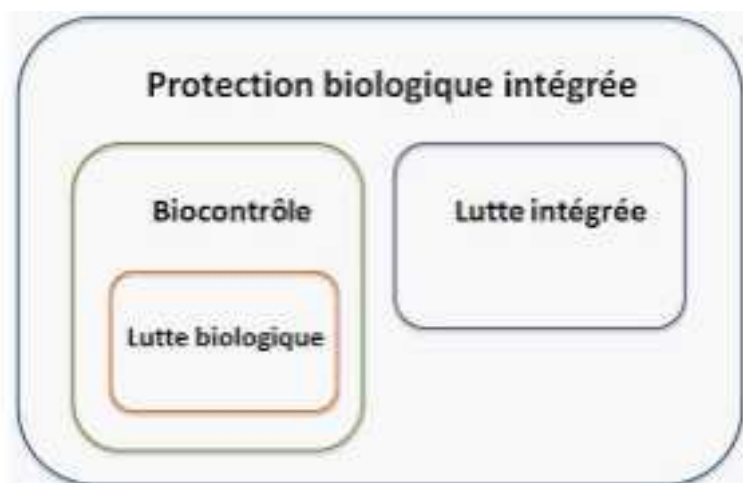 Protection biologique intégrée
Biocontrôle
Lutte intégrée
Lutte biologique